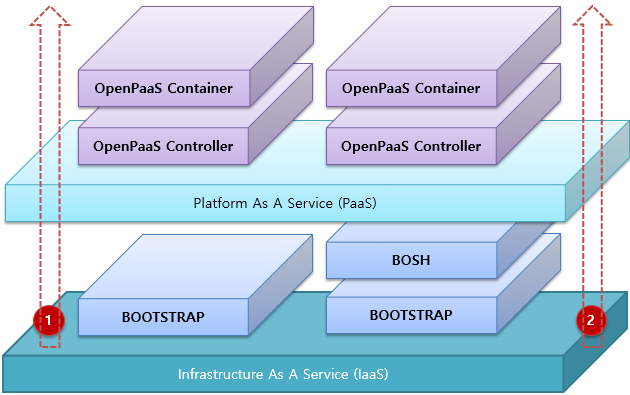 OpenPaaS Container
OpenPaaS Container
OpenPaaS Controller
OpenPaaS Controller
Platform As A Service (PaaS)
BOSH
BOOTSTRAP
BOOTSTRAP
1
2
Infrastructure As A Service (IaaS)